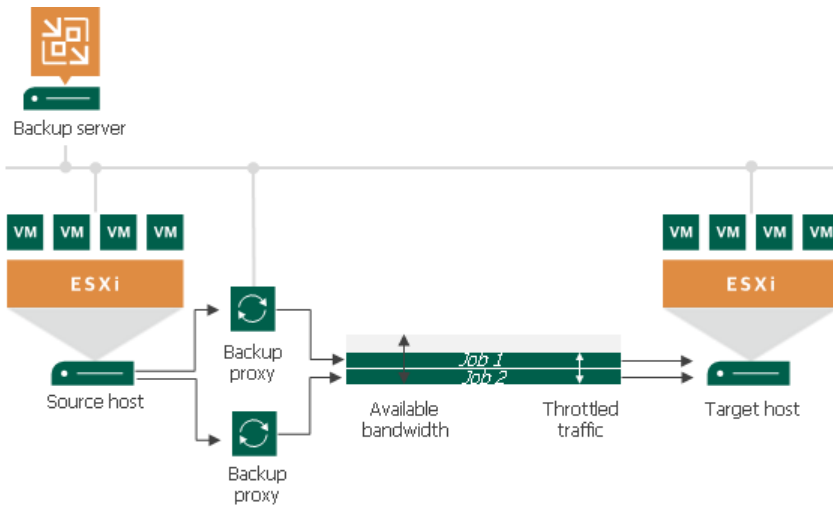 Backup server
VM VM VM VM
ESXi
VM VM VM VM
ESXi
Backup
proxy
Job 1
Job 2
Source host
Available
bandwidth
Throttled
traffic
Target host
Backup
proxy